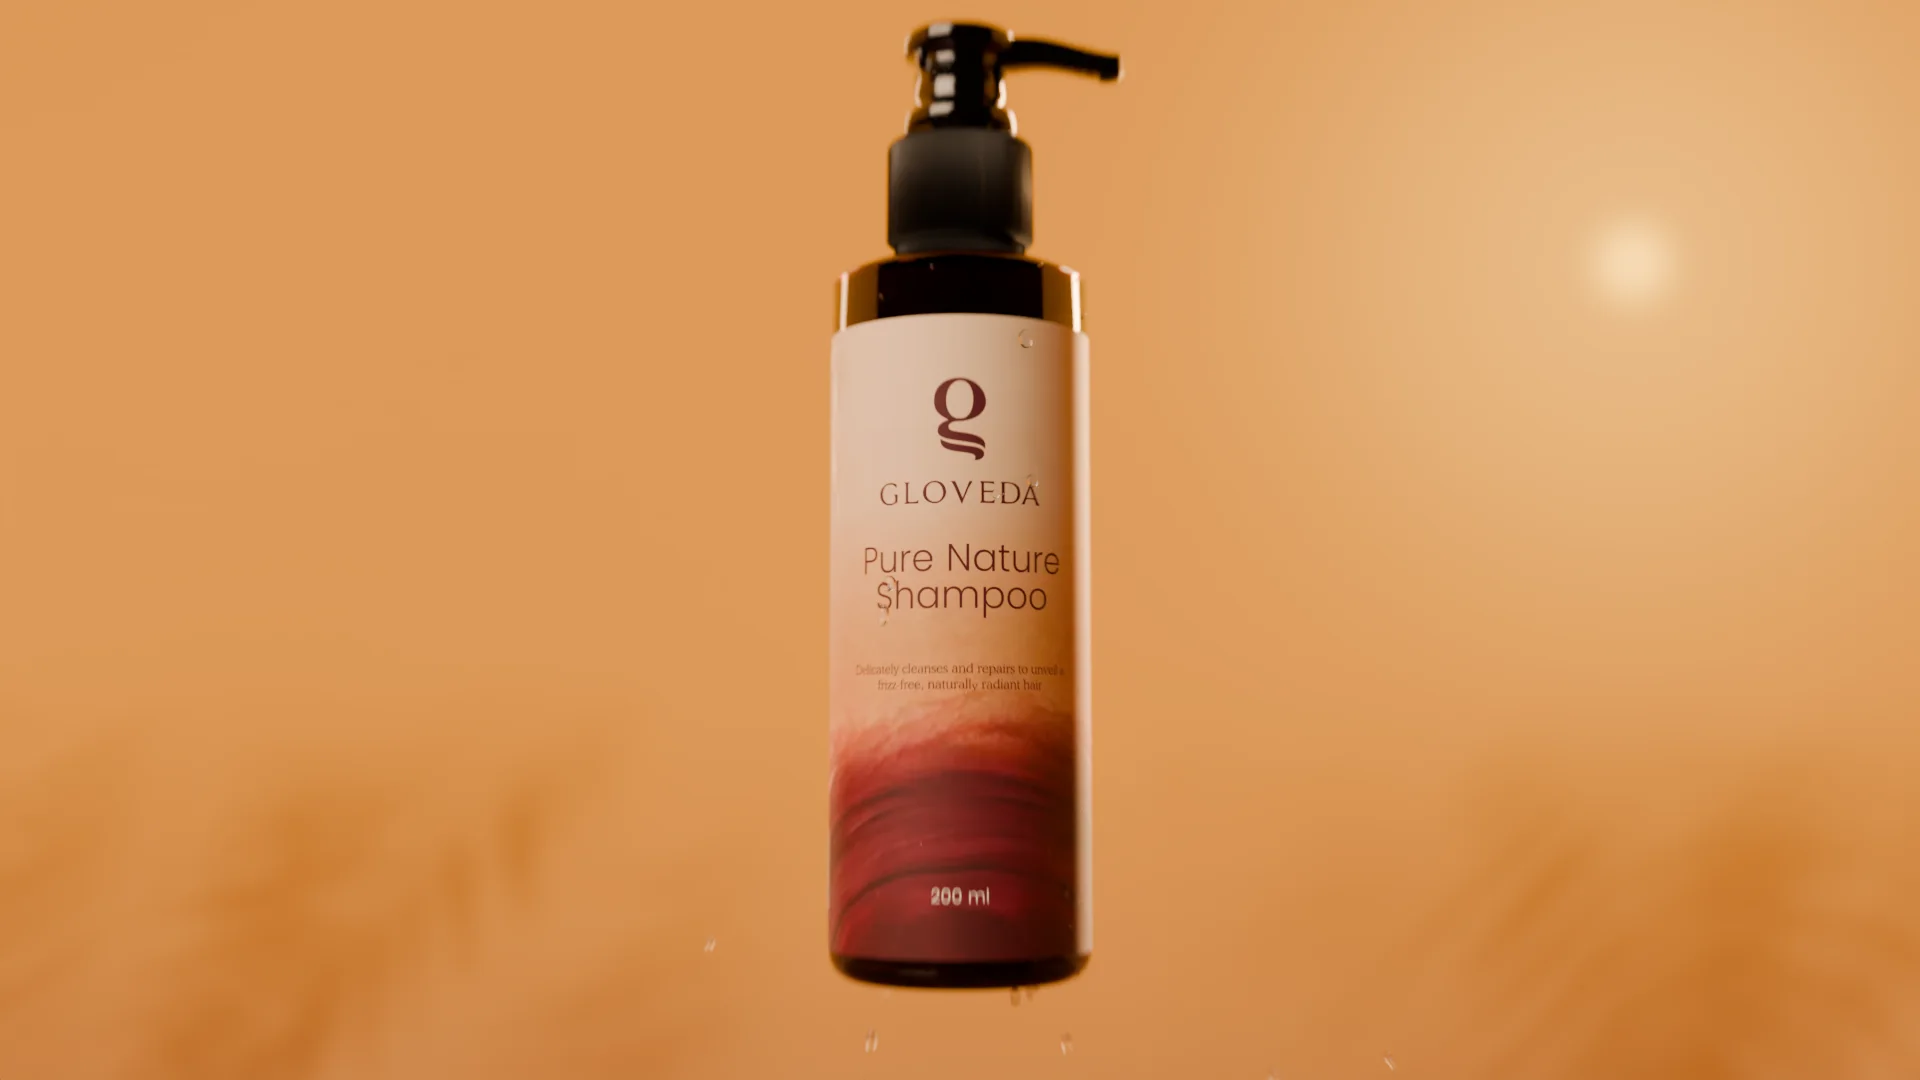 g
GLOVEDA
Pure Nature
Shampoo
Delicately cleanses and repairs to unveil
frizz-free, naturally radiant hair
200 ml